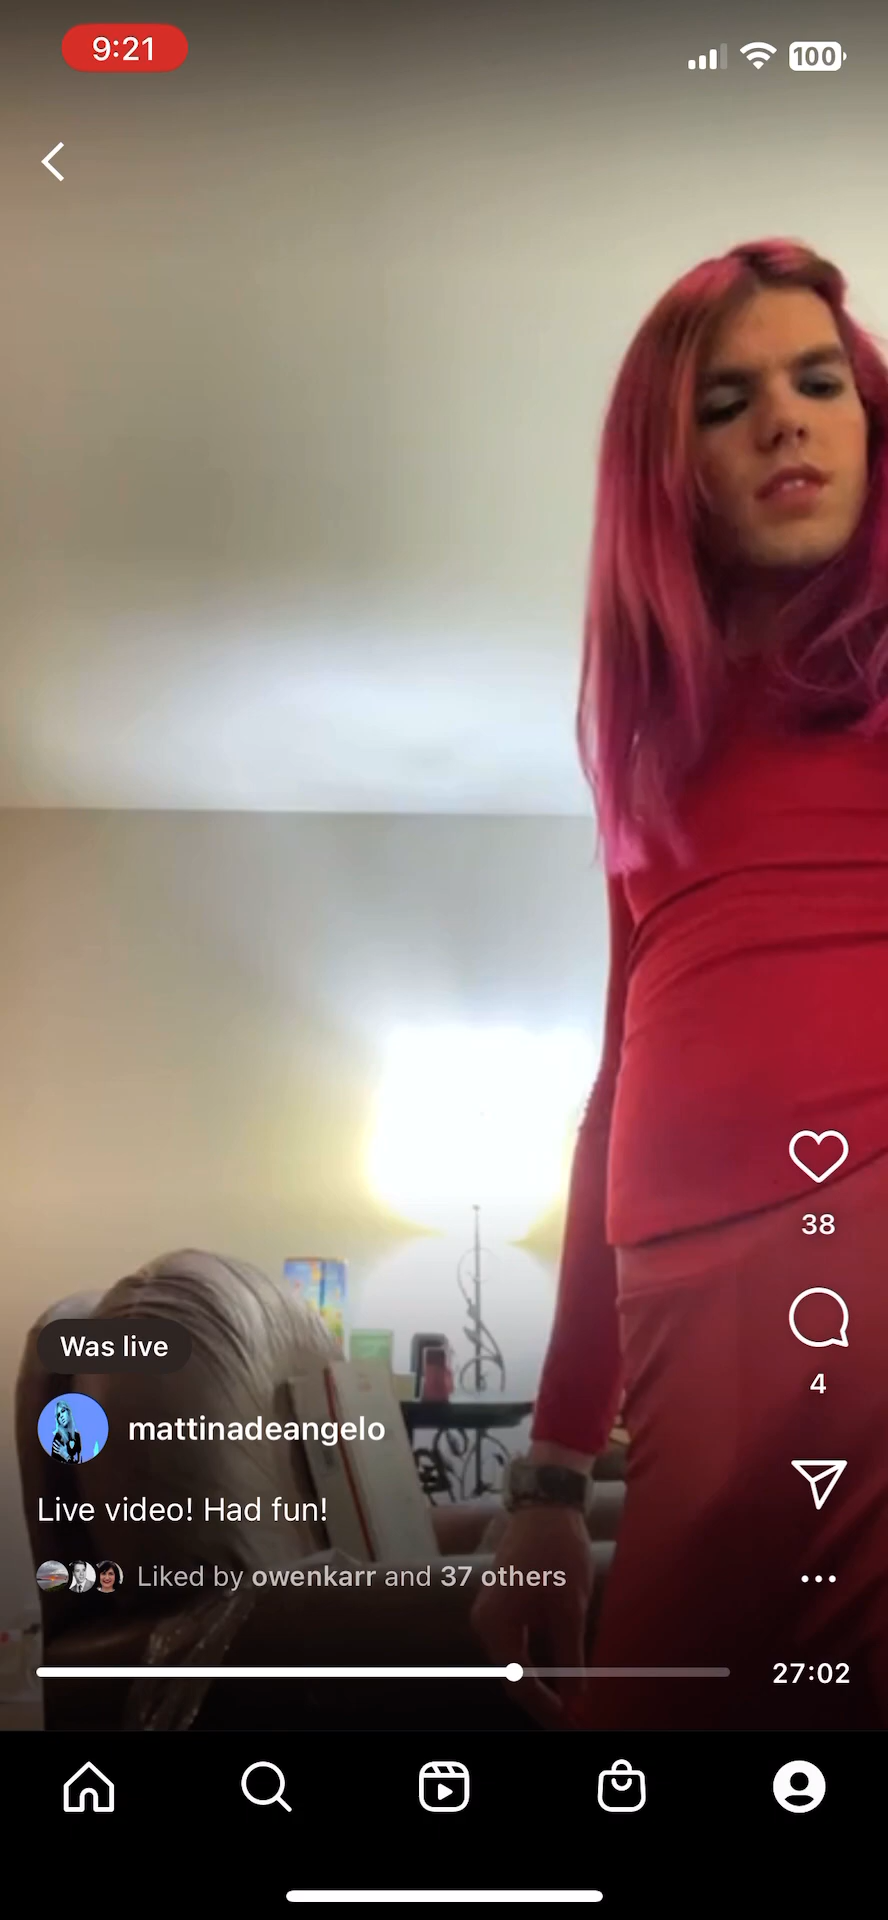 9:21
100
38
4
Was live
mattinadeangelo
Live video! Had fun!
Liked by owenkarr and 37 others
27:02